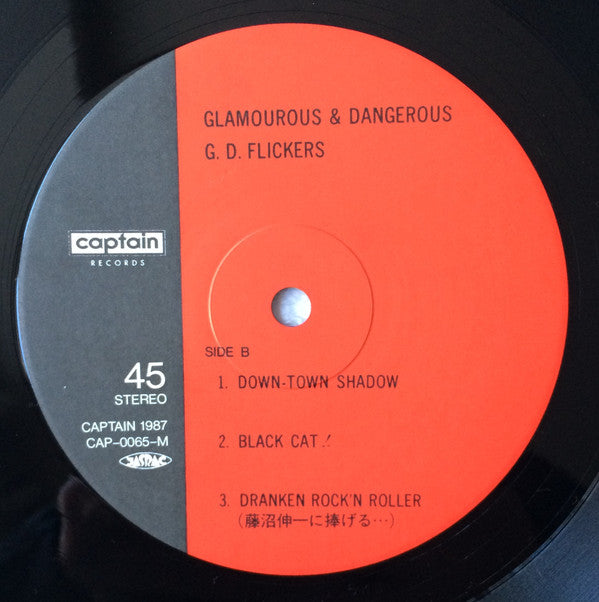 GLAMOUROUS & DANGEROUS
G. D. FLICKERS
captain
RECORDS
SIDE B
45
STEREO
CAPTAIN 1987
CAP-0065-M
JASRAC
1. DOWN-TOWN SHADOW
2. BLACK CAT !
3. DRANKEN ROCK'N ROLLER
(藤沼伸一に捧げる…)